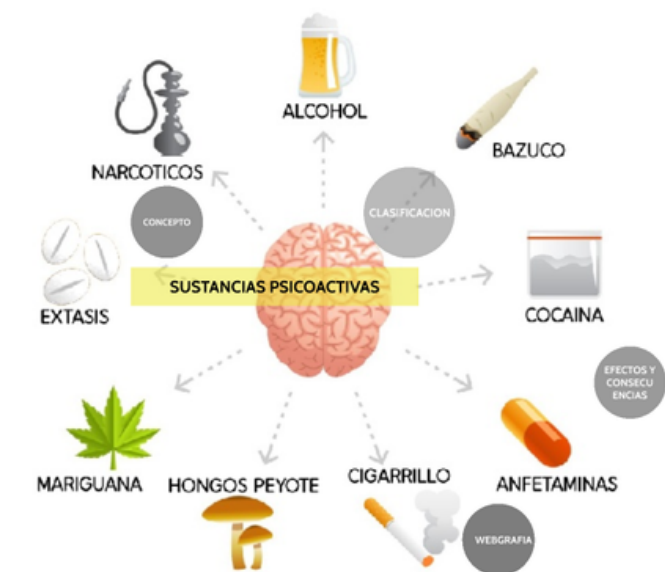 ALCOHOL
BAZUCO
NARCOTICOS
CONCEPTO
CLASIFICACION
SUSTANCIAS PSICOACTIVAS
EXTASIS
COCAINA
EFECTOS Y
CONSECU
ENCIAS
MARIGUANA
HONGOS PEYOTE
CIGARRILLO
ANFETAMINAS
WEBGRAFIA